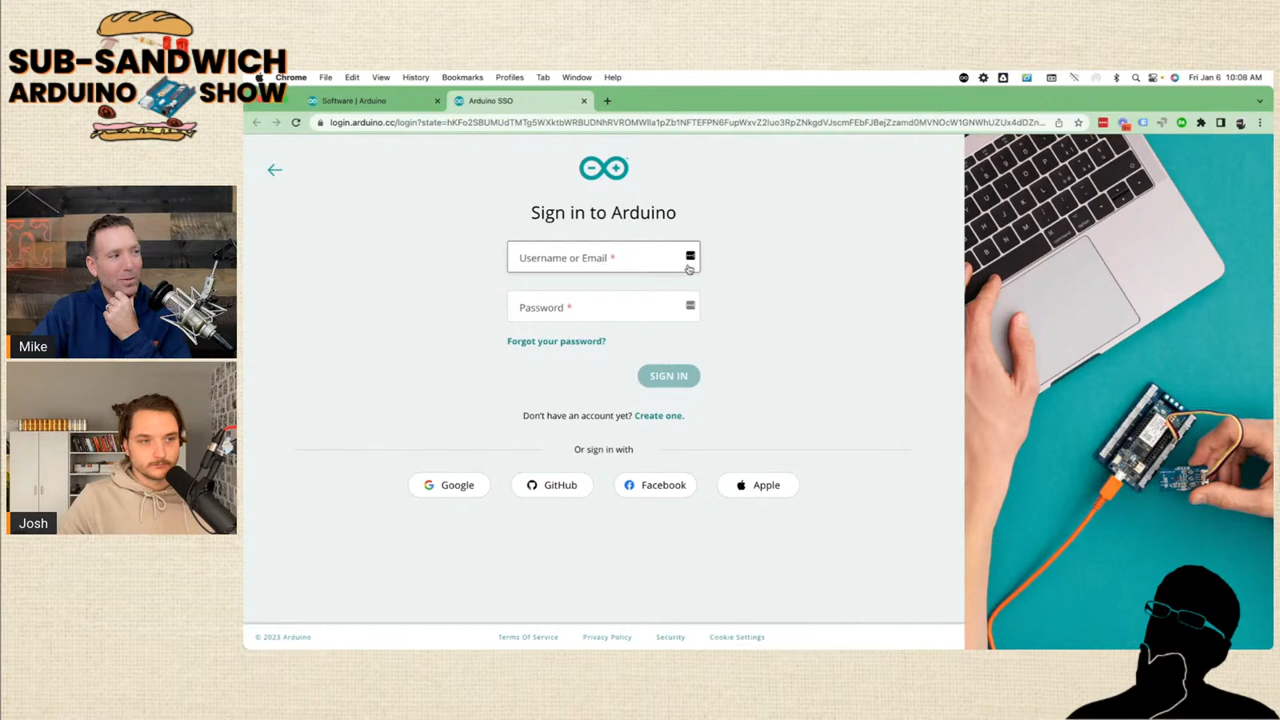 SUB-SANDWICH
ARDUINO SHOW
Chrome File Edit View History Bookmarks Profiles Tab Window Help
Fri Jan 6 10:08 AM
Software | Arduino
Arduino SSO
Sign in to Arduino
Username or Email *
Password *
Forgot your password?
SIGN IN
Don't have an account yet? Create one.
Or sign in with
Google
GitHub
Facebook
Apple
© 2023 Arduino
Terms Of Service
Privacy Policy
Security
Cookie Settings
Mike
Josh